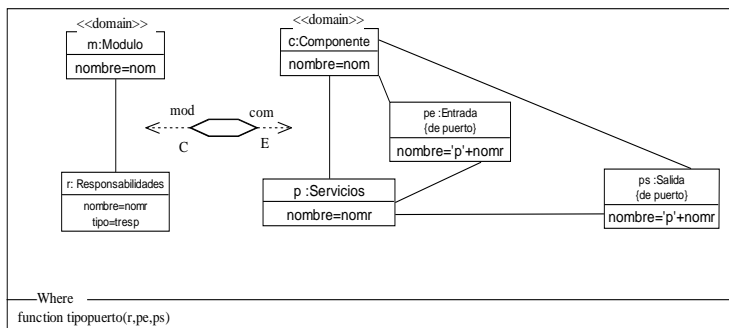 <<domain>>
m:Modulo
nombre=nom
<<domain>>
c:Componente
nombre=nom
mod
com
C
E
pe :Entrada
{de puerto}
nombre='p'+nomr
r: Responsabilidades
nombre=nomr
tipo=tresp
p :Servicios
nombre=nomr
ps :Salida
{de puerto}
nombre='p'+nomr
Where
function tipopuerto(r,pe,ps)